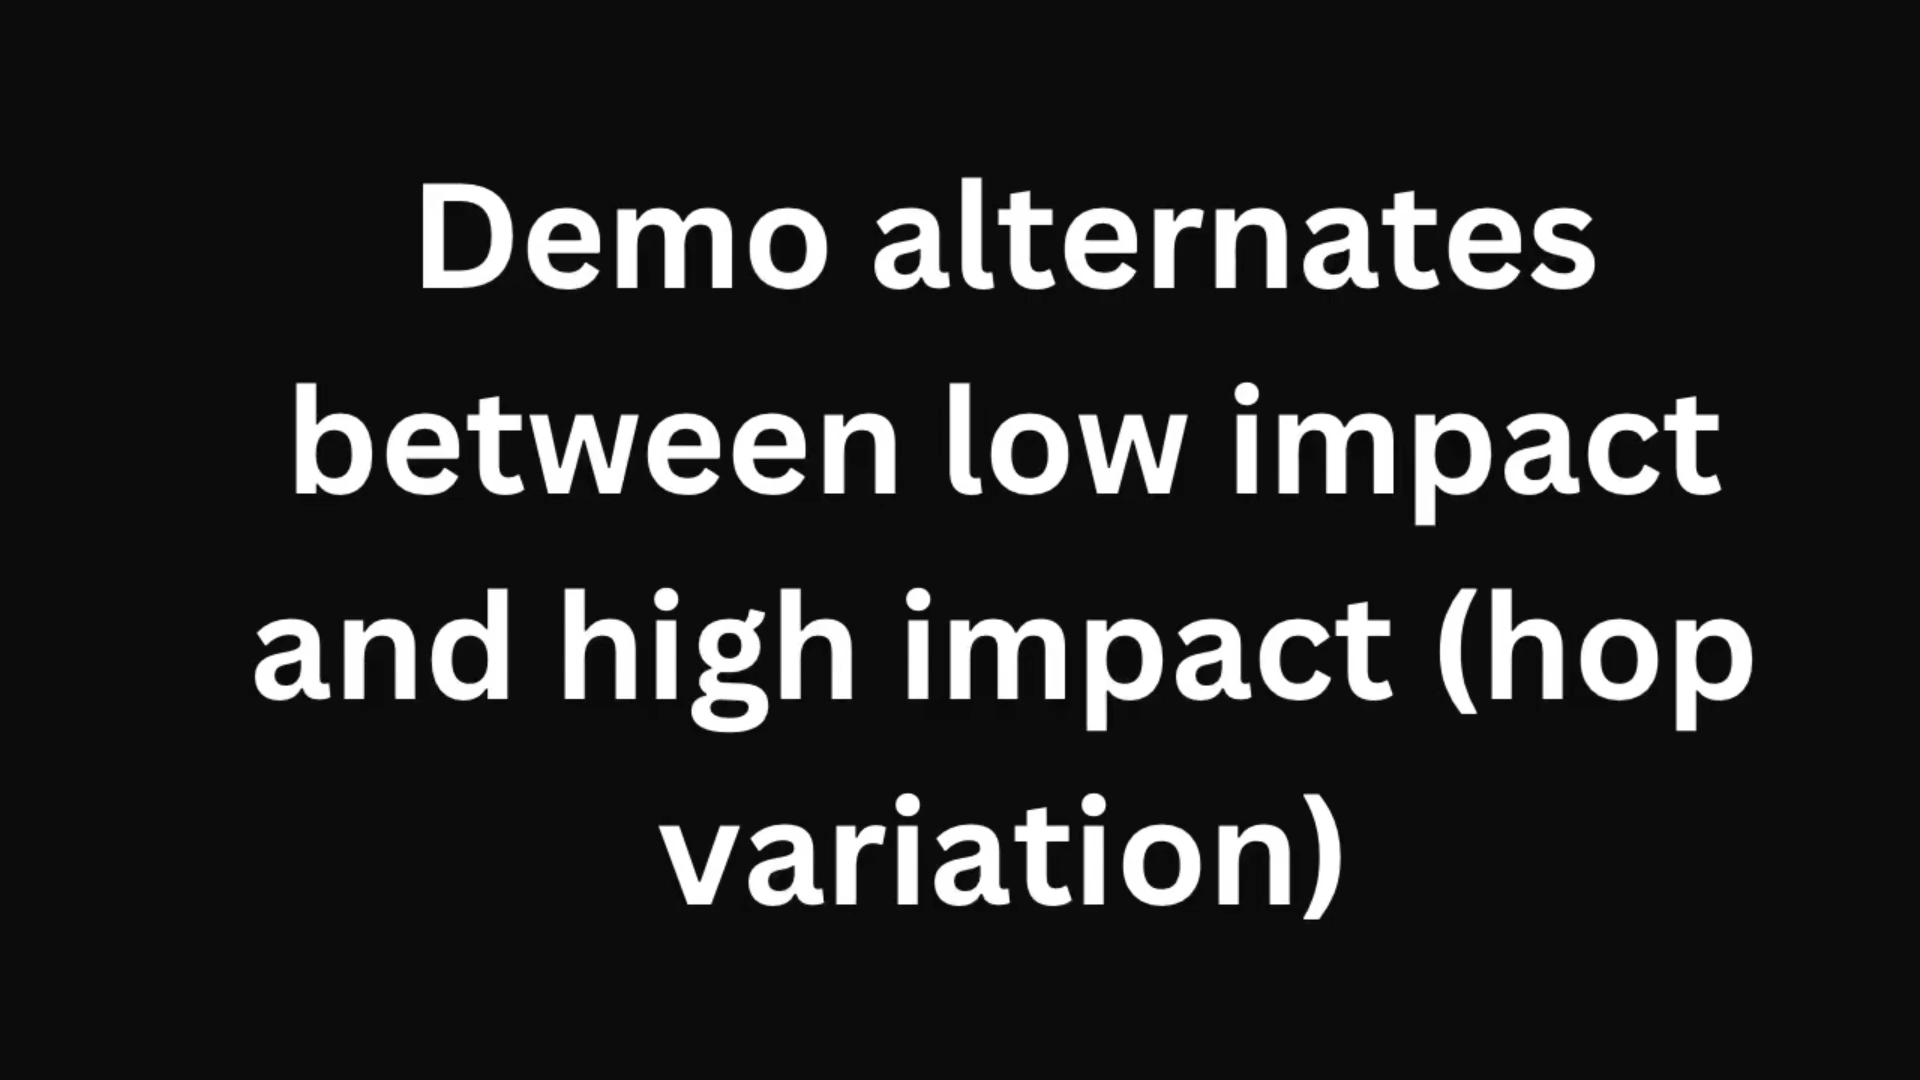 Demo alternates
between low impact
and high impact (hop
variation)